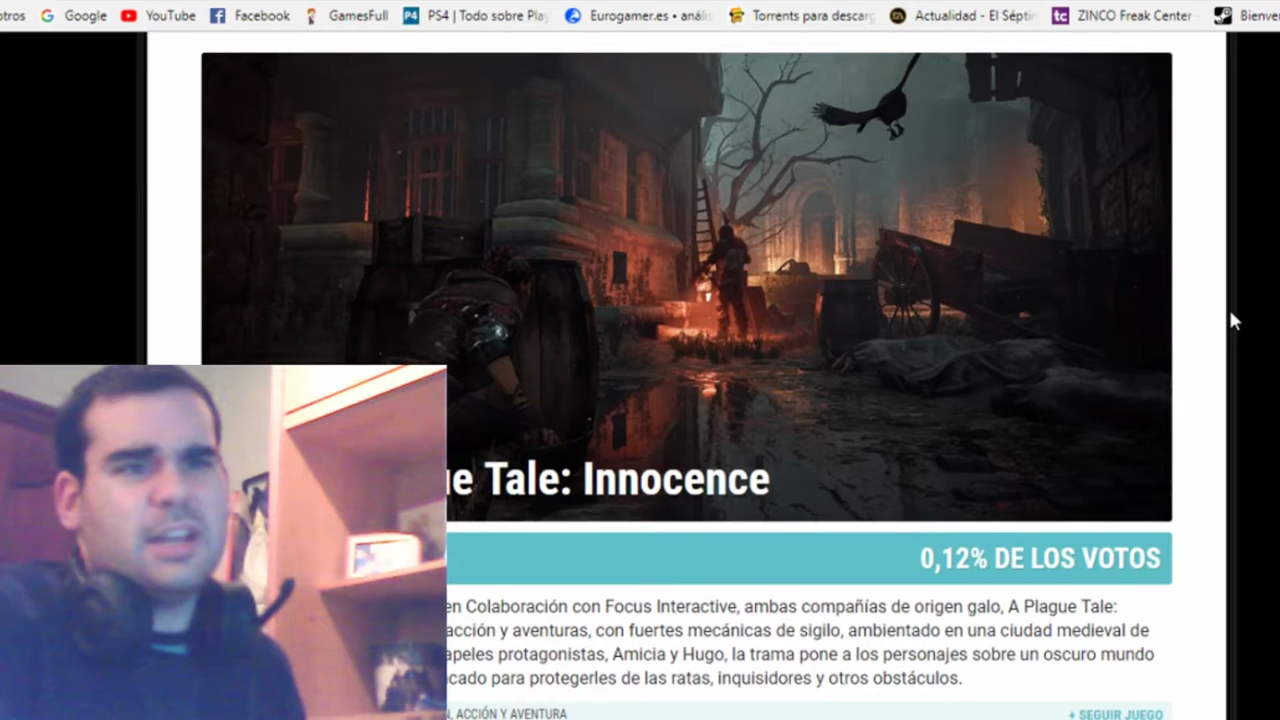 otros Google YouTube Facebook GamesFull PS4 | Todo sobre Play Eurogamer.es • anális Torrents para descarg Actualidad - El Séptim ZINCO Freak Center Bienve
ue Tale: Innocence
0,12% DE LOS VOTOS
en Colaboración con Focus Interactive, ambas compañías de origen galo, A Plague Tale:
acción y aventuras, con fuertes mecánicas de sigilo, ambientado en una ciudad medieval de
apeles protagonistas, Amicia y Hugo, la trama pone a los personajes sobre un oscuro mundo
cado para protegerles de las ratas, inquisidores y otros obstáculos.
N, ACCIÓN Y AVENTURA + SEGUIR JUEGO